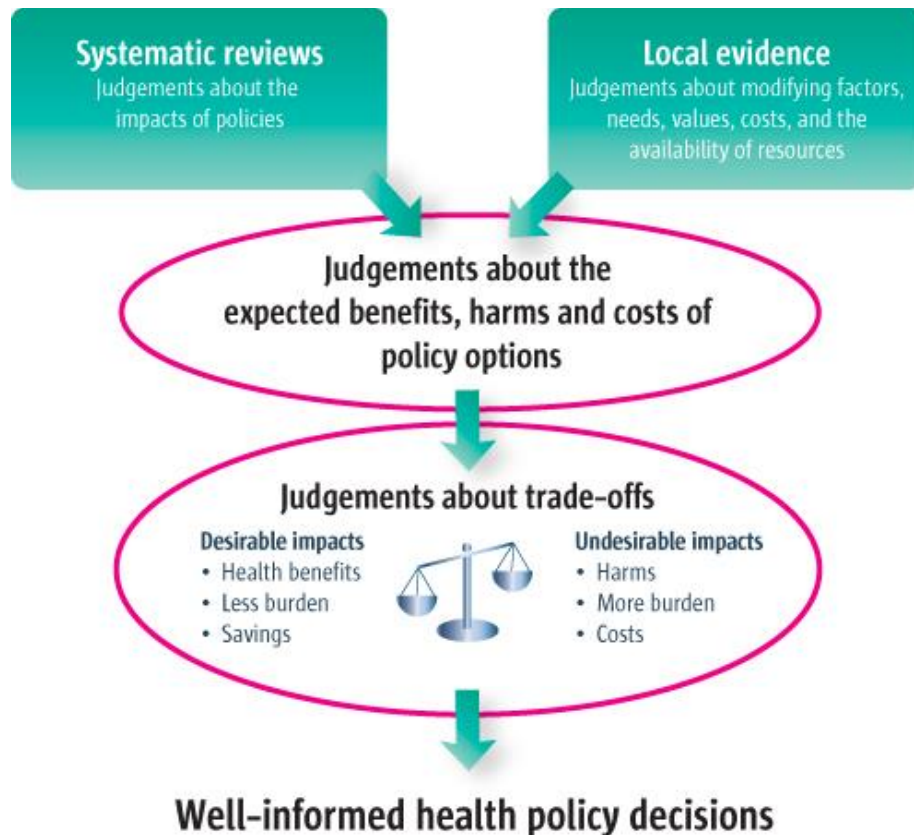 Systematic reviews
Judgements about the
impacts of policies
Local evidence
Judgements about modifying factors,
needs, values, costs, and the
availability of resources
Judgements about the
expected benefits, harms and costs of
policy options
Judgements about trade-offs
Desirable impacts
• Health benefits
• Less burden
• Savings
Undesirable impacts
• Harms
• More burden
• Costs
Well-informed health policy decisions